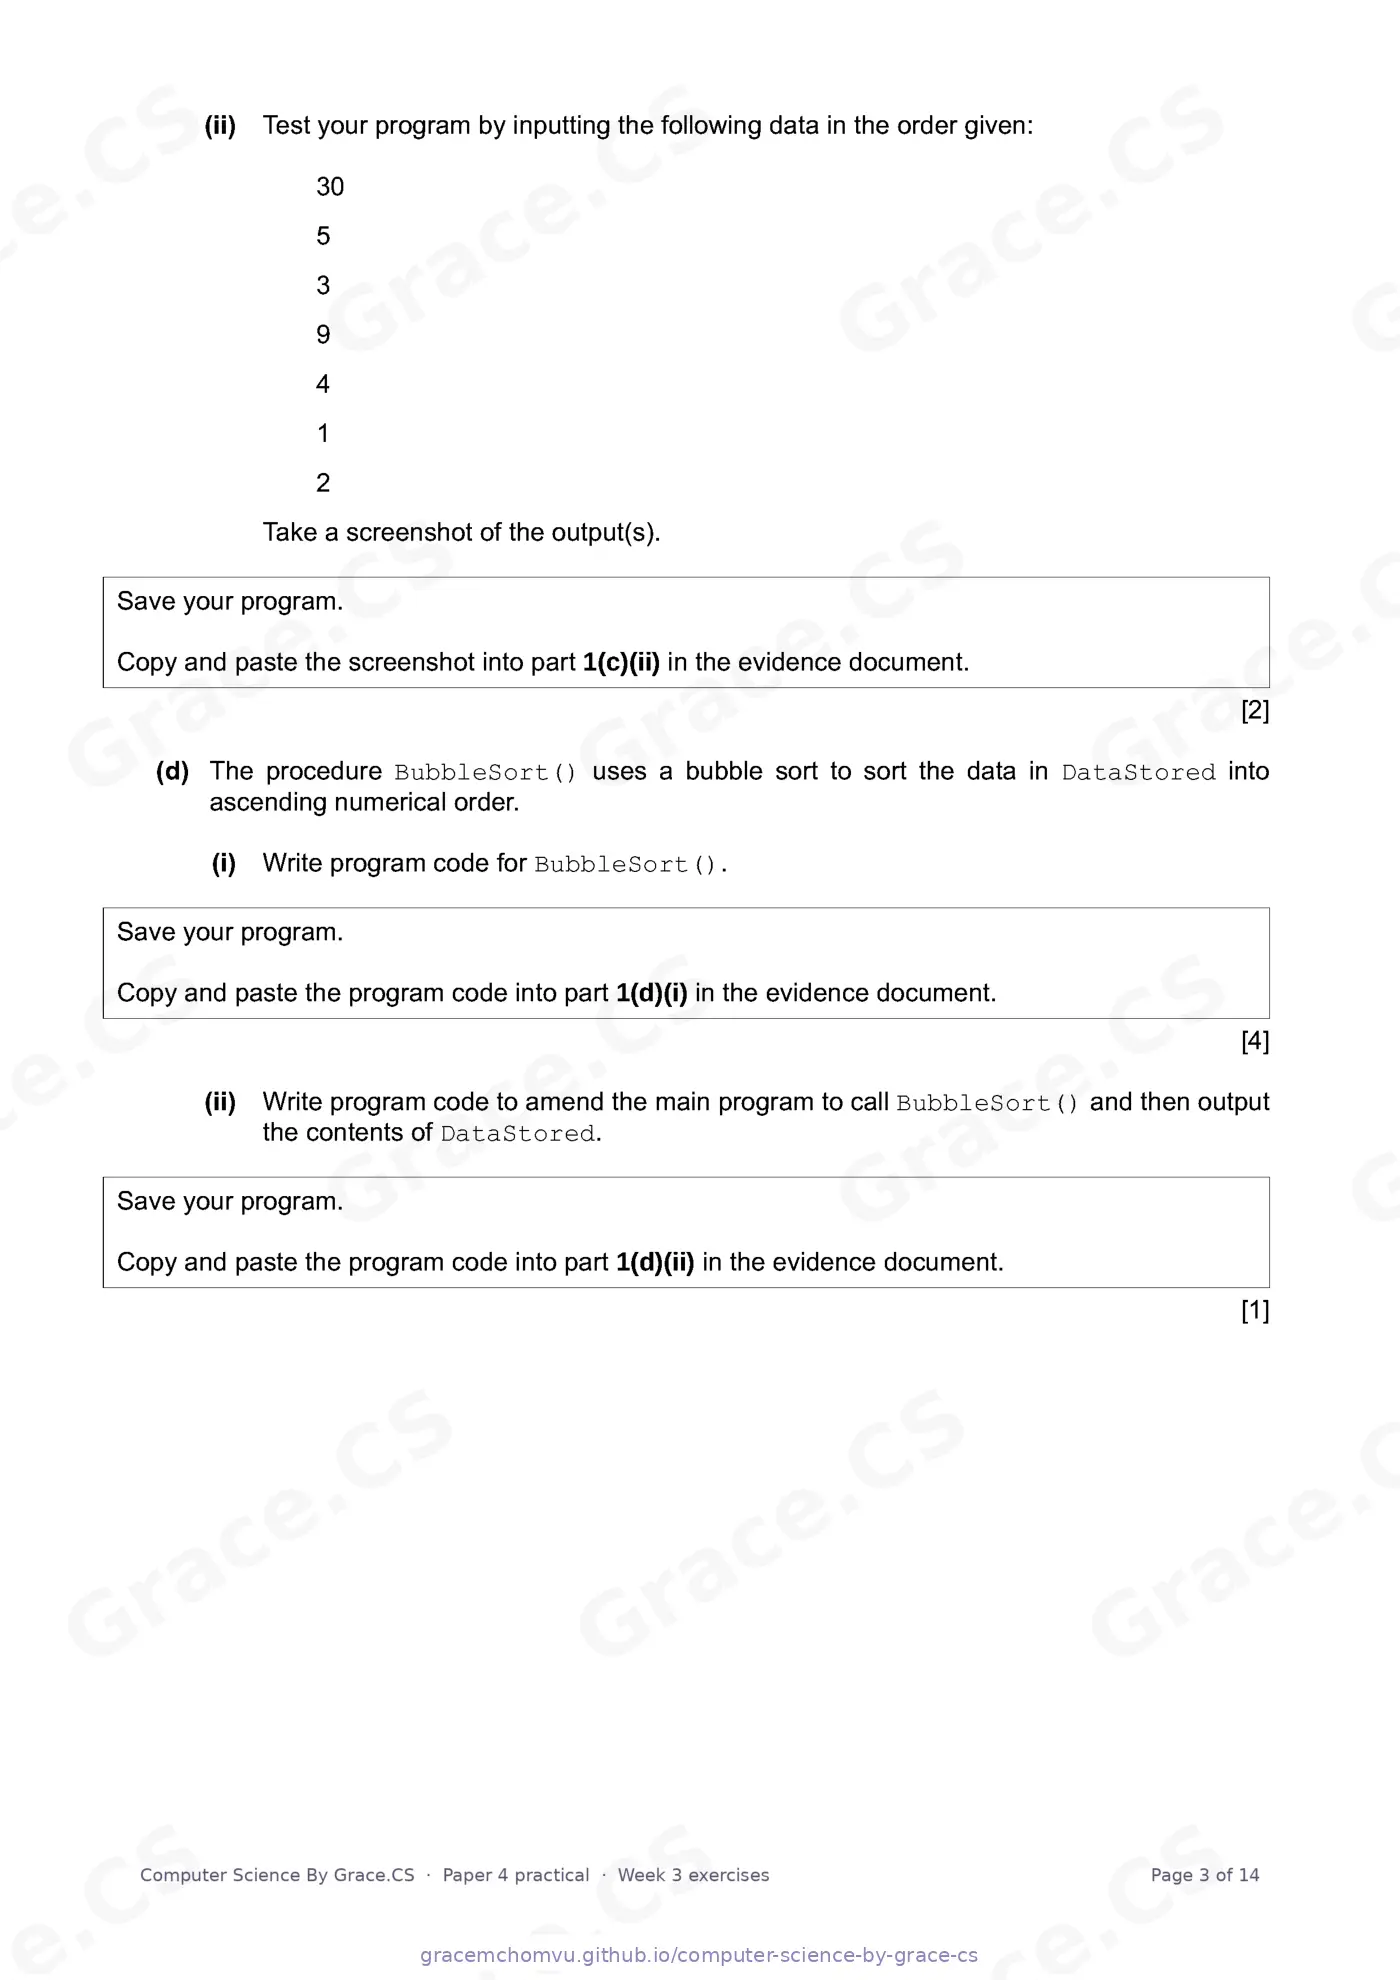 (ii) Test your program by inputting the following data in the order given:
30
5
3
9
4
1
2
Take a screenshot of the output(s).
Save your program.
Copy and paste the screenshot into part 1(c)(ii) in the evidence document.
[2]
(d) The procedure BubbleSort() uses a bubble sort to sort the data in DataStored into
ascending numerical order.
(i) Write program code for BubbleSort().
Save your program.
Copy and paste the program code into part 1(d)(i) in the evidence document.
[4]
(ii) Write program code to amend the main program to call BubbleSort() and then output
the contents of DataStored.
Save your program.
Copy and paste the program code into part 1(d)(ii) in the evidence document.
[1]
Computer Science By Grace.CS · Paper 4 practical · Week 3 exercises Page 3 of 14
gracemchomvu.github.io/computer-science-by-grace-cs
Grace.CS